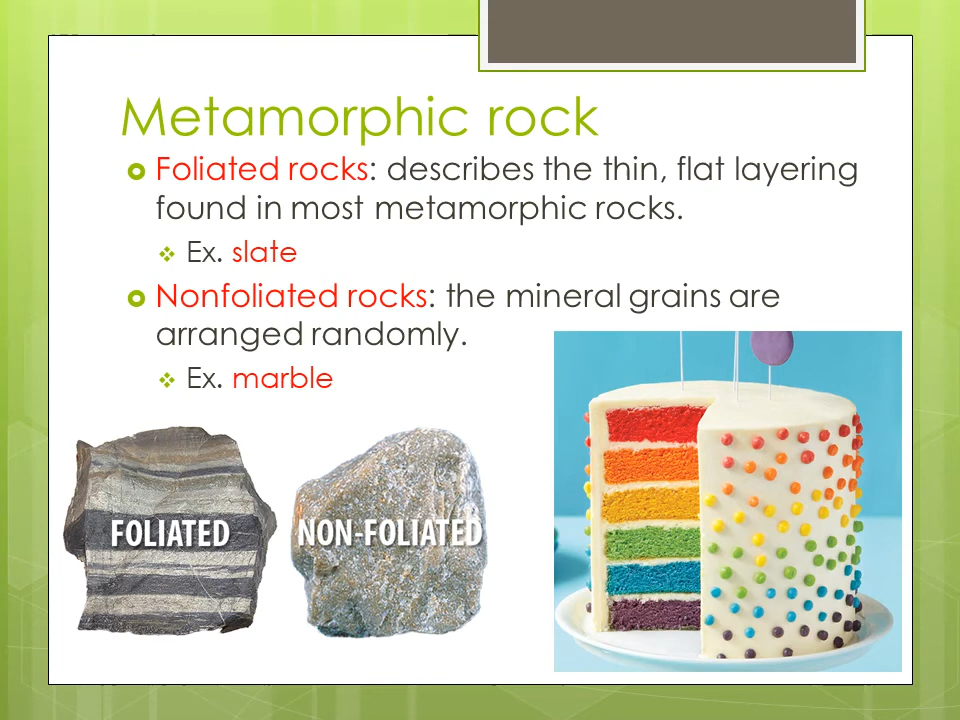 Metamorphic rock
Foliated rocks: describes the thin, flat layering
found in most metamorphic rocks.
Ex. slate
Nonfoliated rocks: the mineral grains are
arranged randomly.
Ex. marble
FOLIATED
NON-FOLIATED